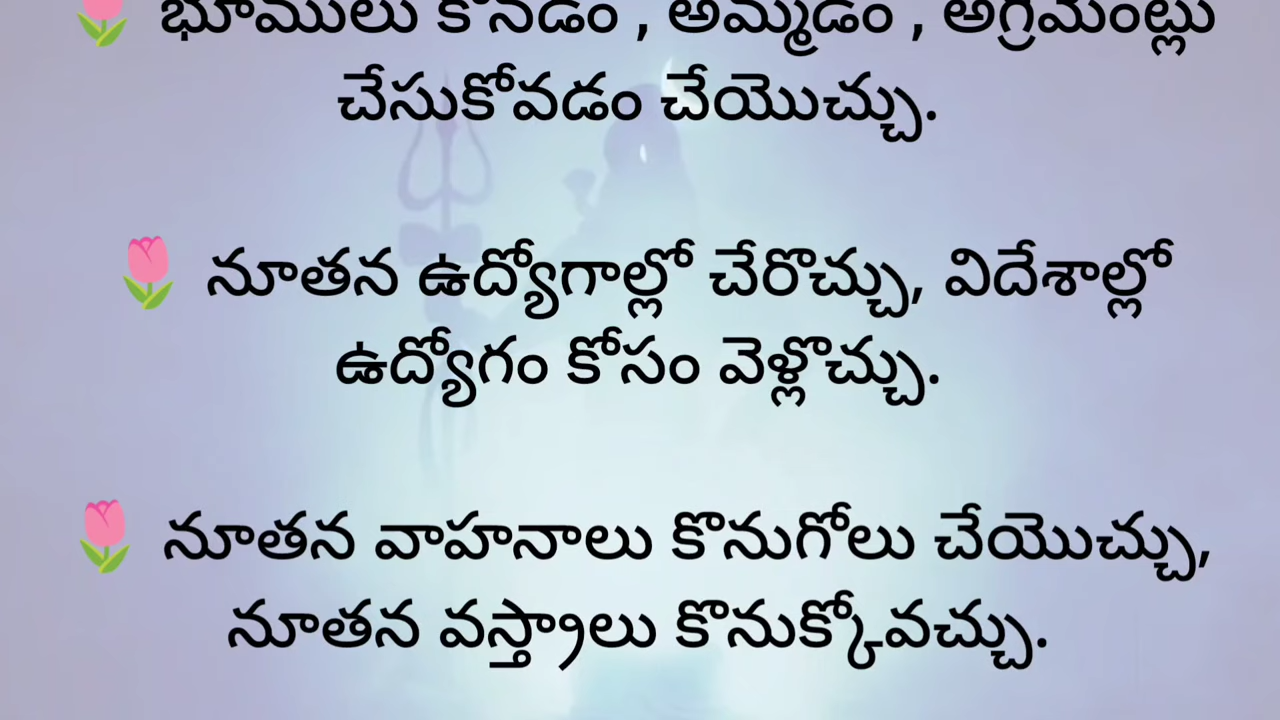 🌷 భూములు కొనడం , అమ్మడం , అగ్రిమెంట్లు
చేసుకోవడం చేయొచ్చు.
🌷 నూతన ఉద్యోగాల్లో చేరొచ్చు, విదేశాల్లో
ఉద్యోగం కోసం వెళ్లొచ్చు.
🌷 నూతన వాహనాలు కొనుగోలు చేయొచ్చు,
నూతన వస్త్రాలు కొనుక్కోవచ్చు.